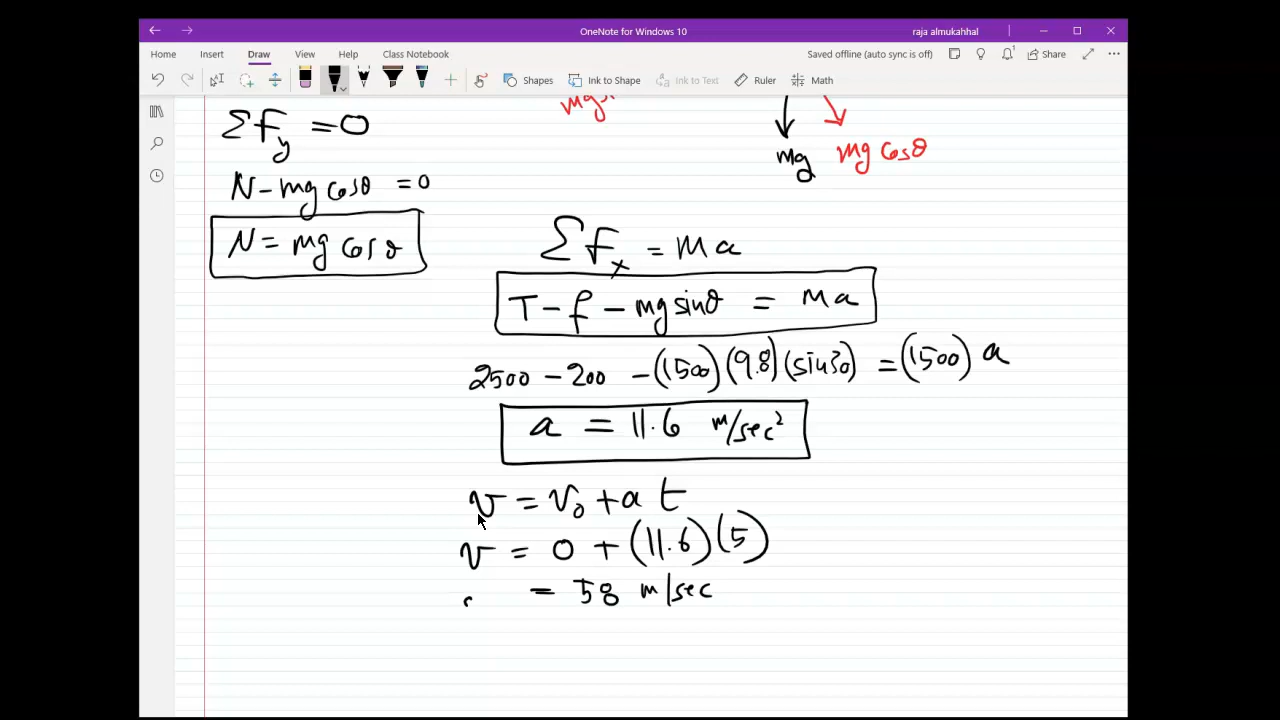 OneNote for Windows 10
raja almukahhal
Home Insert Draw View Help Class Notebook
Saved offline (auto sync is off)
Share
Shapes Ink to Shape Ink to Text Ruler Math
ΣFy = 0
mg
mg cosθ
N - mg cosθ = 0
N = mg cosθ
ΣFx = ma
T - f - mg sinθ = ma
2500 - 200 - (1500)(9.8)(sin30) = (1500) a
a = 11.6 m/sec²
v = v₀ + a t
v = 0 + (11.6)(5)
= 58 m/sec